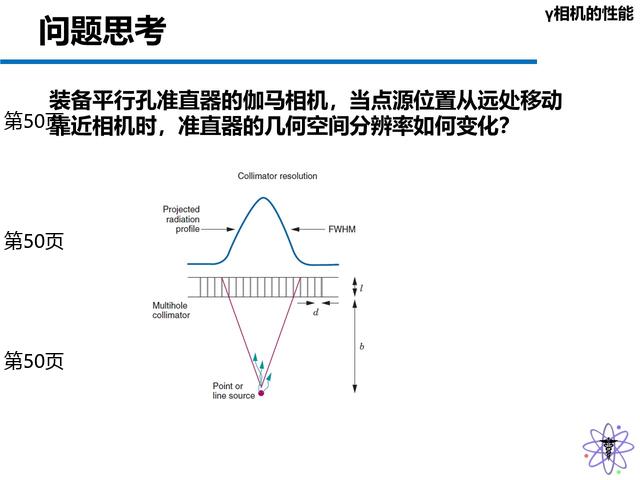 γ相机的性能
问题思考
装备平行孔准直器的伽马相机，当点源位置从远处移动
第50页
靠近相机时，准直器的几何空间分辨率如何变化？
Collimator resolution
Projected
radiation
profile
FWHM
第50页
Multihole
collimator
l
d
b
第50页
Point or
line source